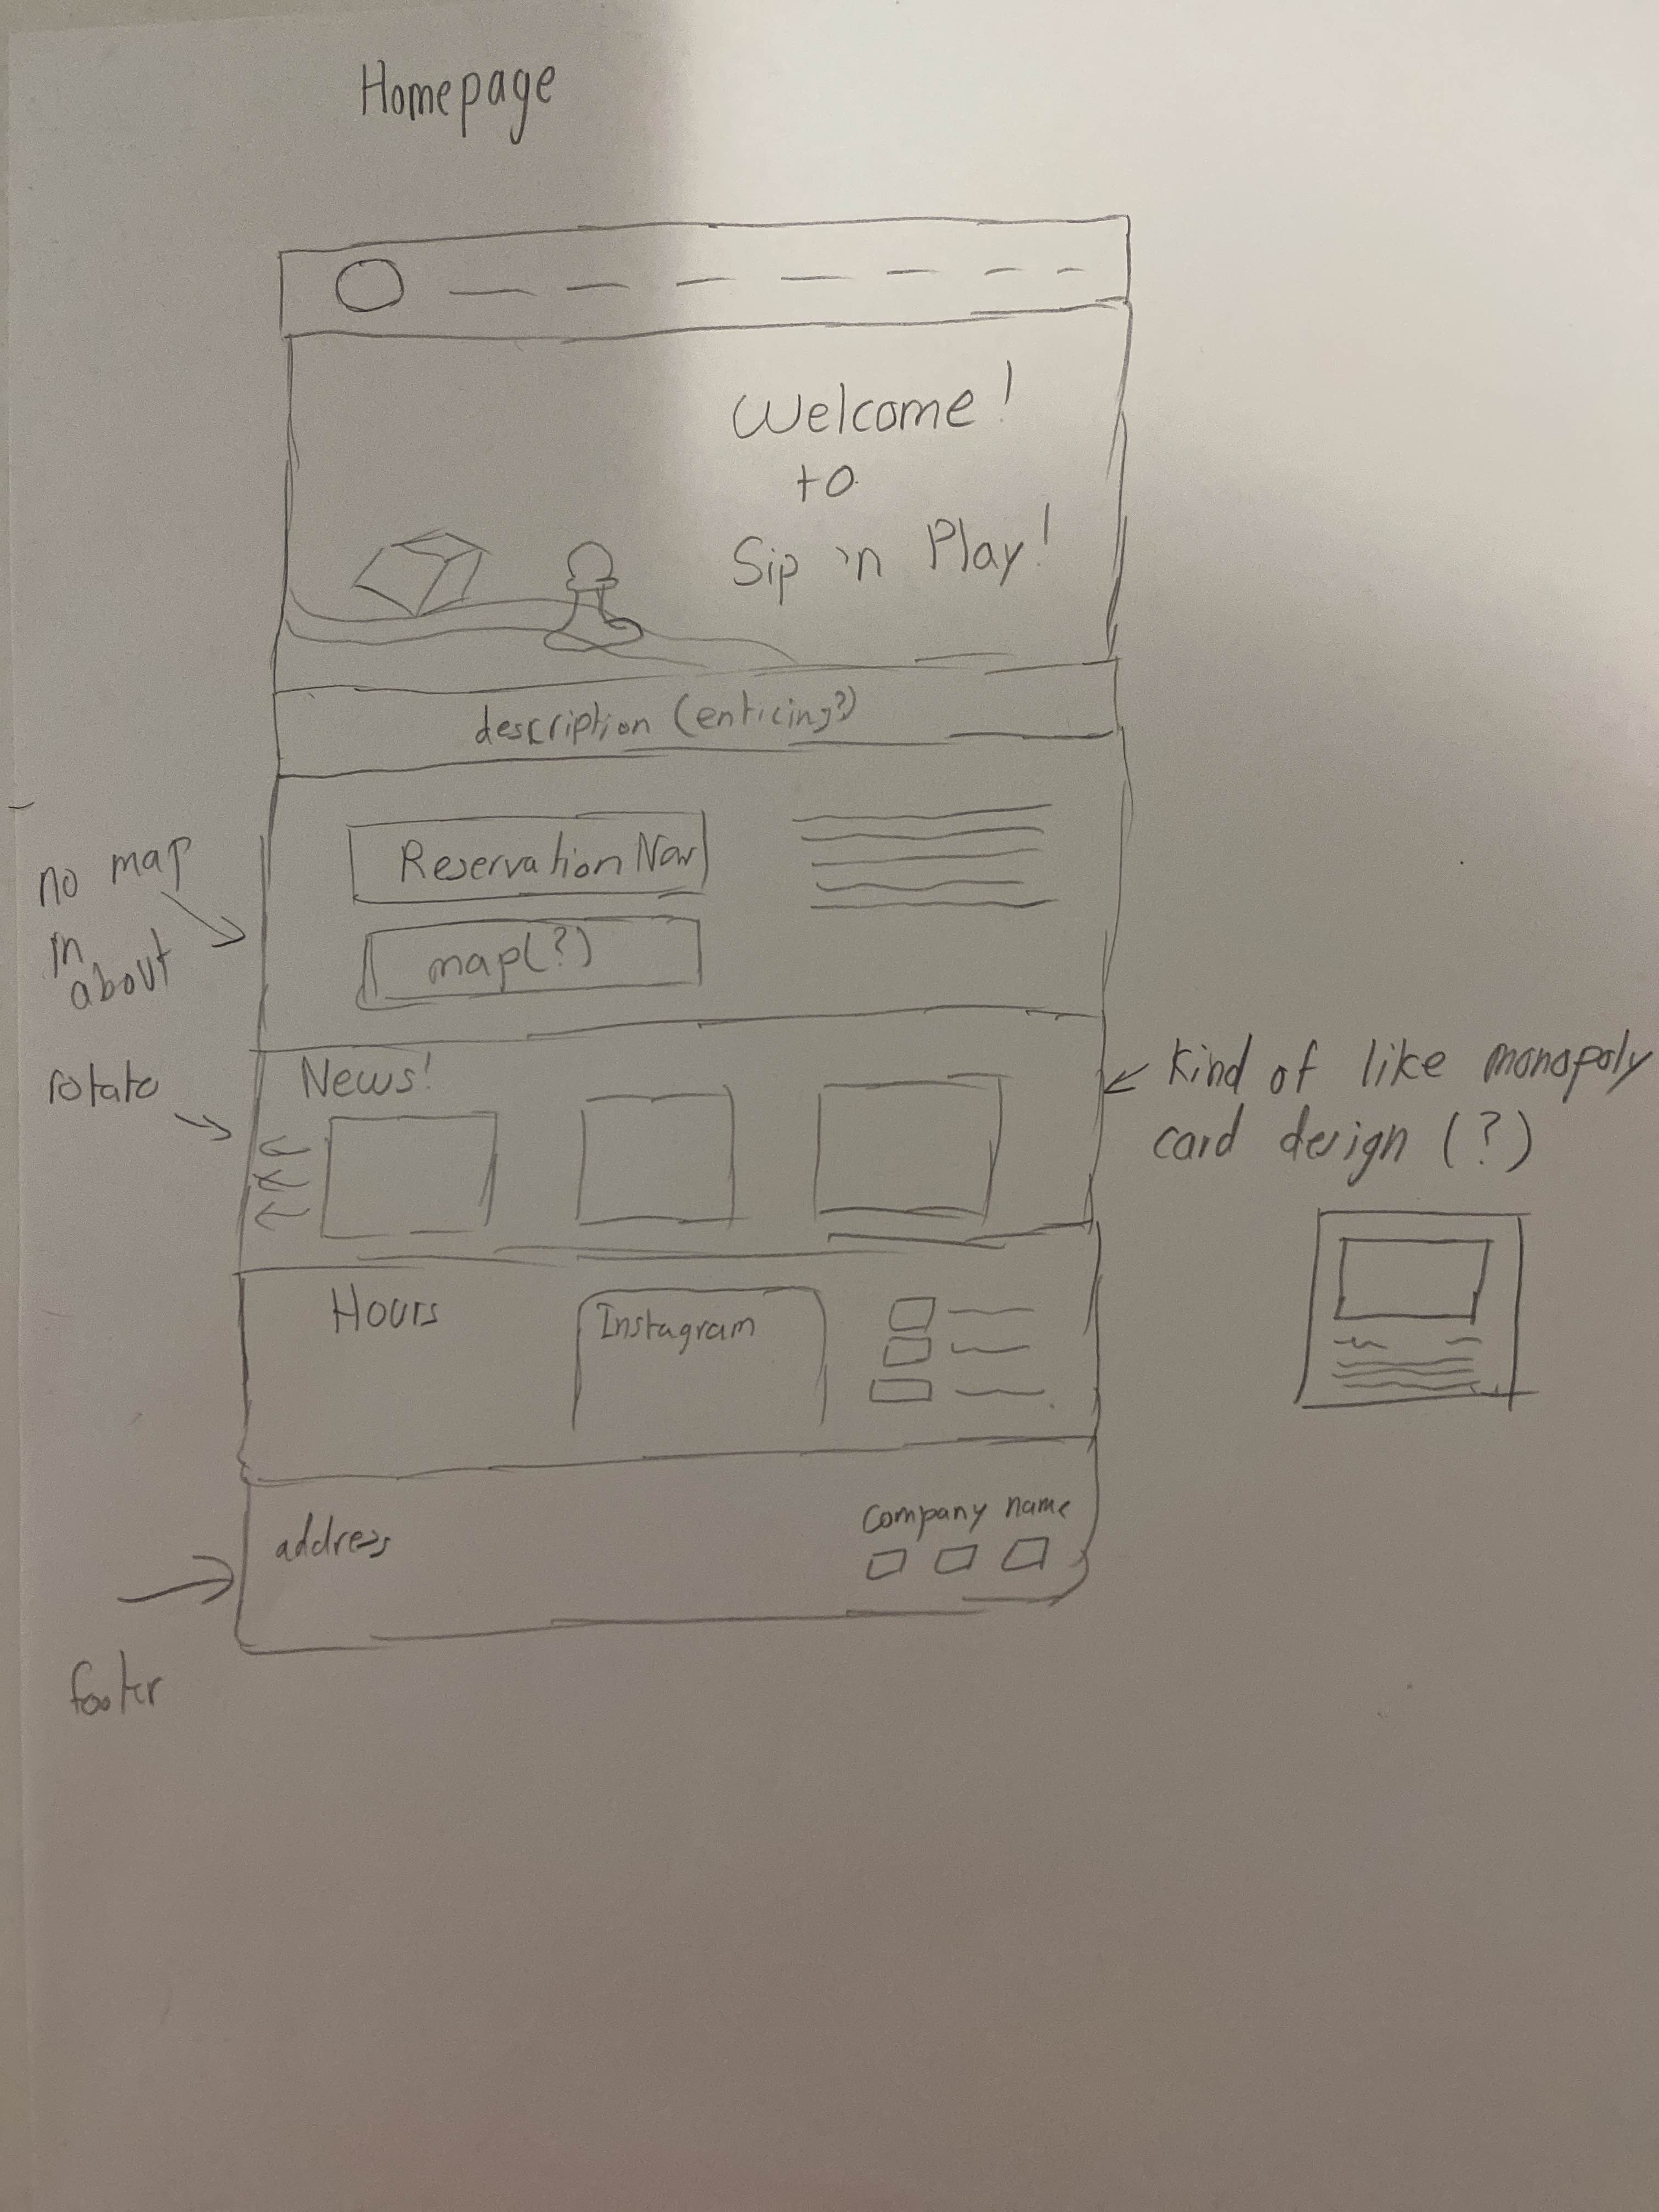 Homepage
Welcome!
to
Sip 'n Play!
description (enticing?)
Reservation Now
map(?)
no map
in
about
rotate
News!
kind of like monopoly
card design (?)
Hours
Instagram
address
Company name
footer